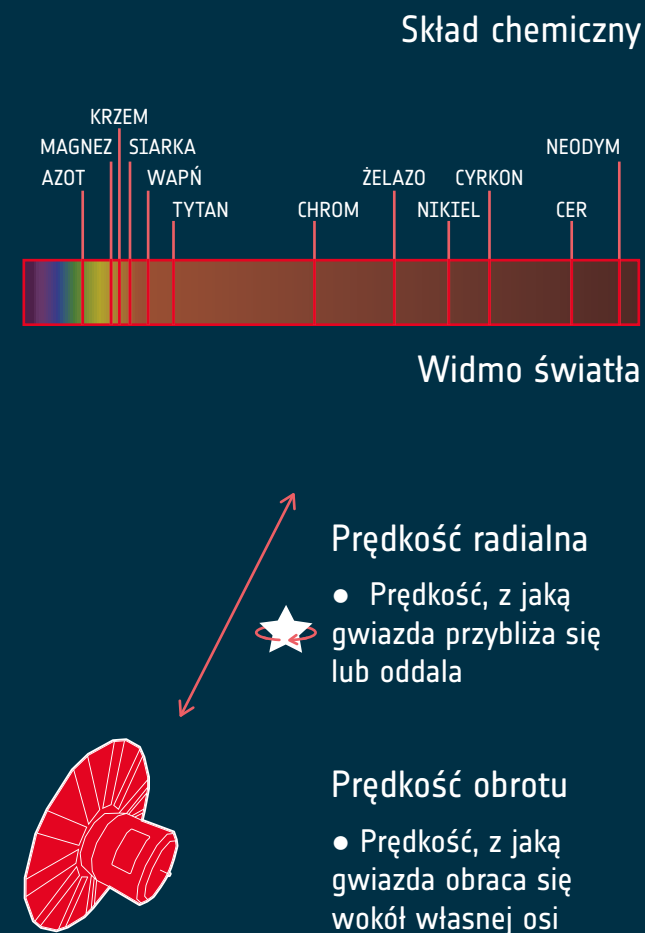 Skład chemiczny
KRZEM
MAGNEZ SIARKA NEODYM
AZOT WAPŃ ŻELAZO CYRKON
TYTAN CHROM NIKIEL CER
Widmo światła
Prędkość radialna
● Prędkość, z jaką
gwiazda przybliża się
lub oddala
Prędkość obrotu
● Prędkość, z jaką
gwiazda obraca się
wokół własnej osi